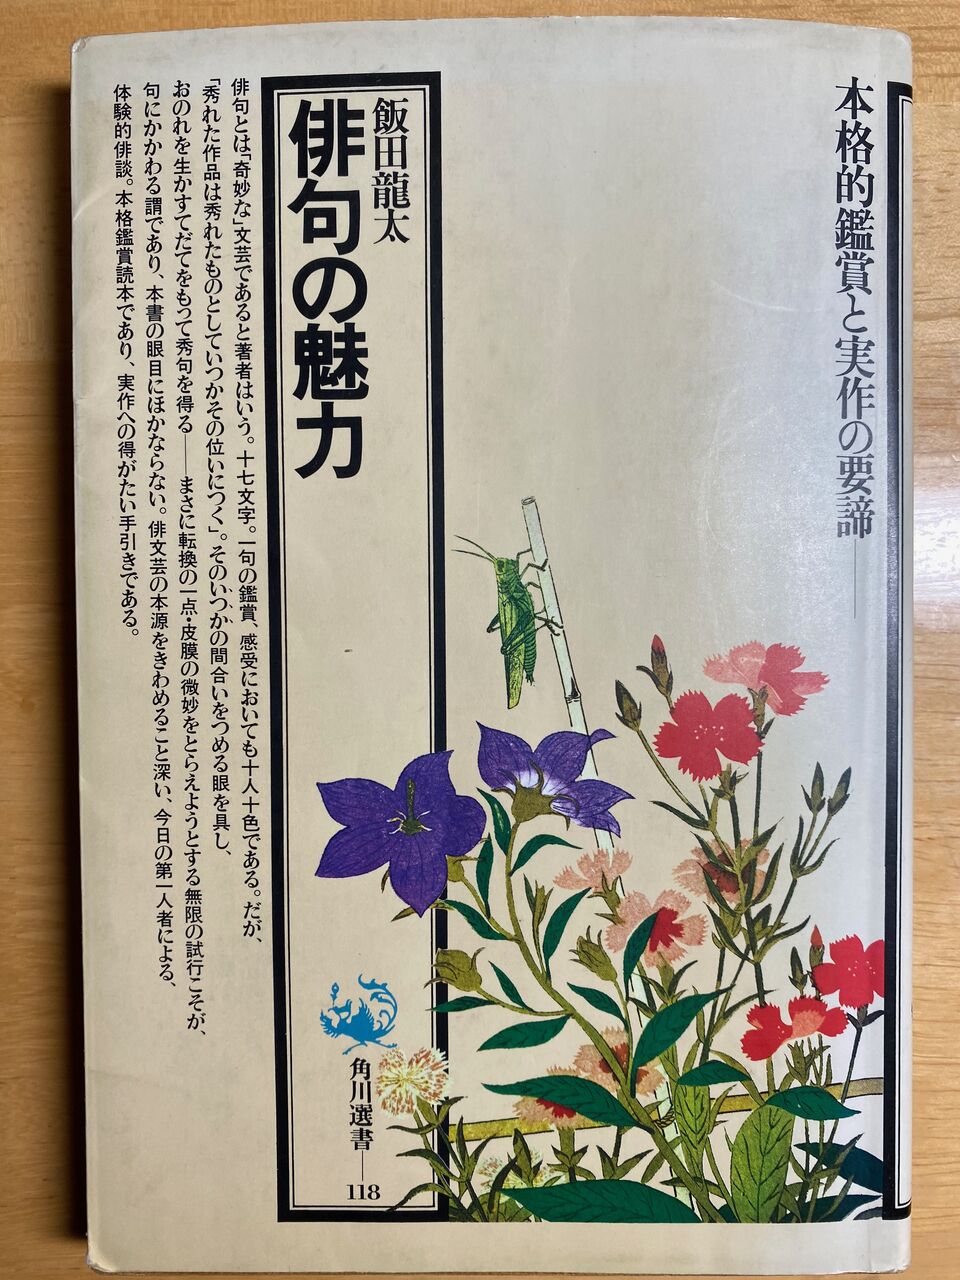 本格的鑑賞と実作の要諦——
飯田龍太
俳句の魅力
俳句とは「奇妙な」文芸であると著者はいう。十七文字。一句の鑑賞、感受においても十人十色である。だが、
「秀れた作品は秀れたものとしていつかその位いにつく」。そのいつかの間合いをつめる眼を具し、
おのれを生かすてだてをもって秀句を得る——まさに転換の一点・皮膜の微妙をとらえようとする無限の試行こそが、
句にかかわる謂であり、本書の眼目にほかならない。俳文芸の本源をきわめること深い、今日の第一人者による、
体験的俳談。本格鑑賞読本であり、実作への得がたい手引きである。
角川選書—118